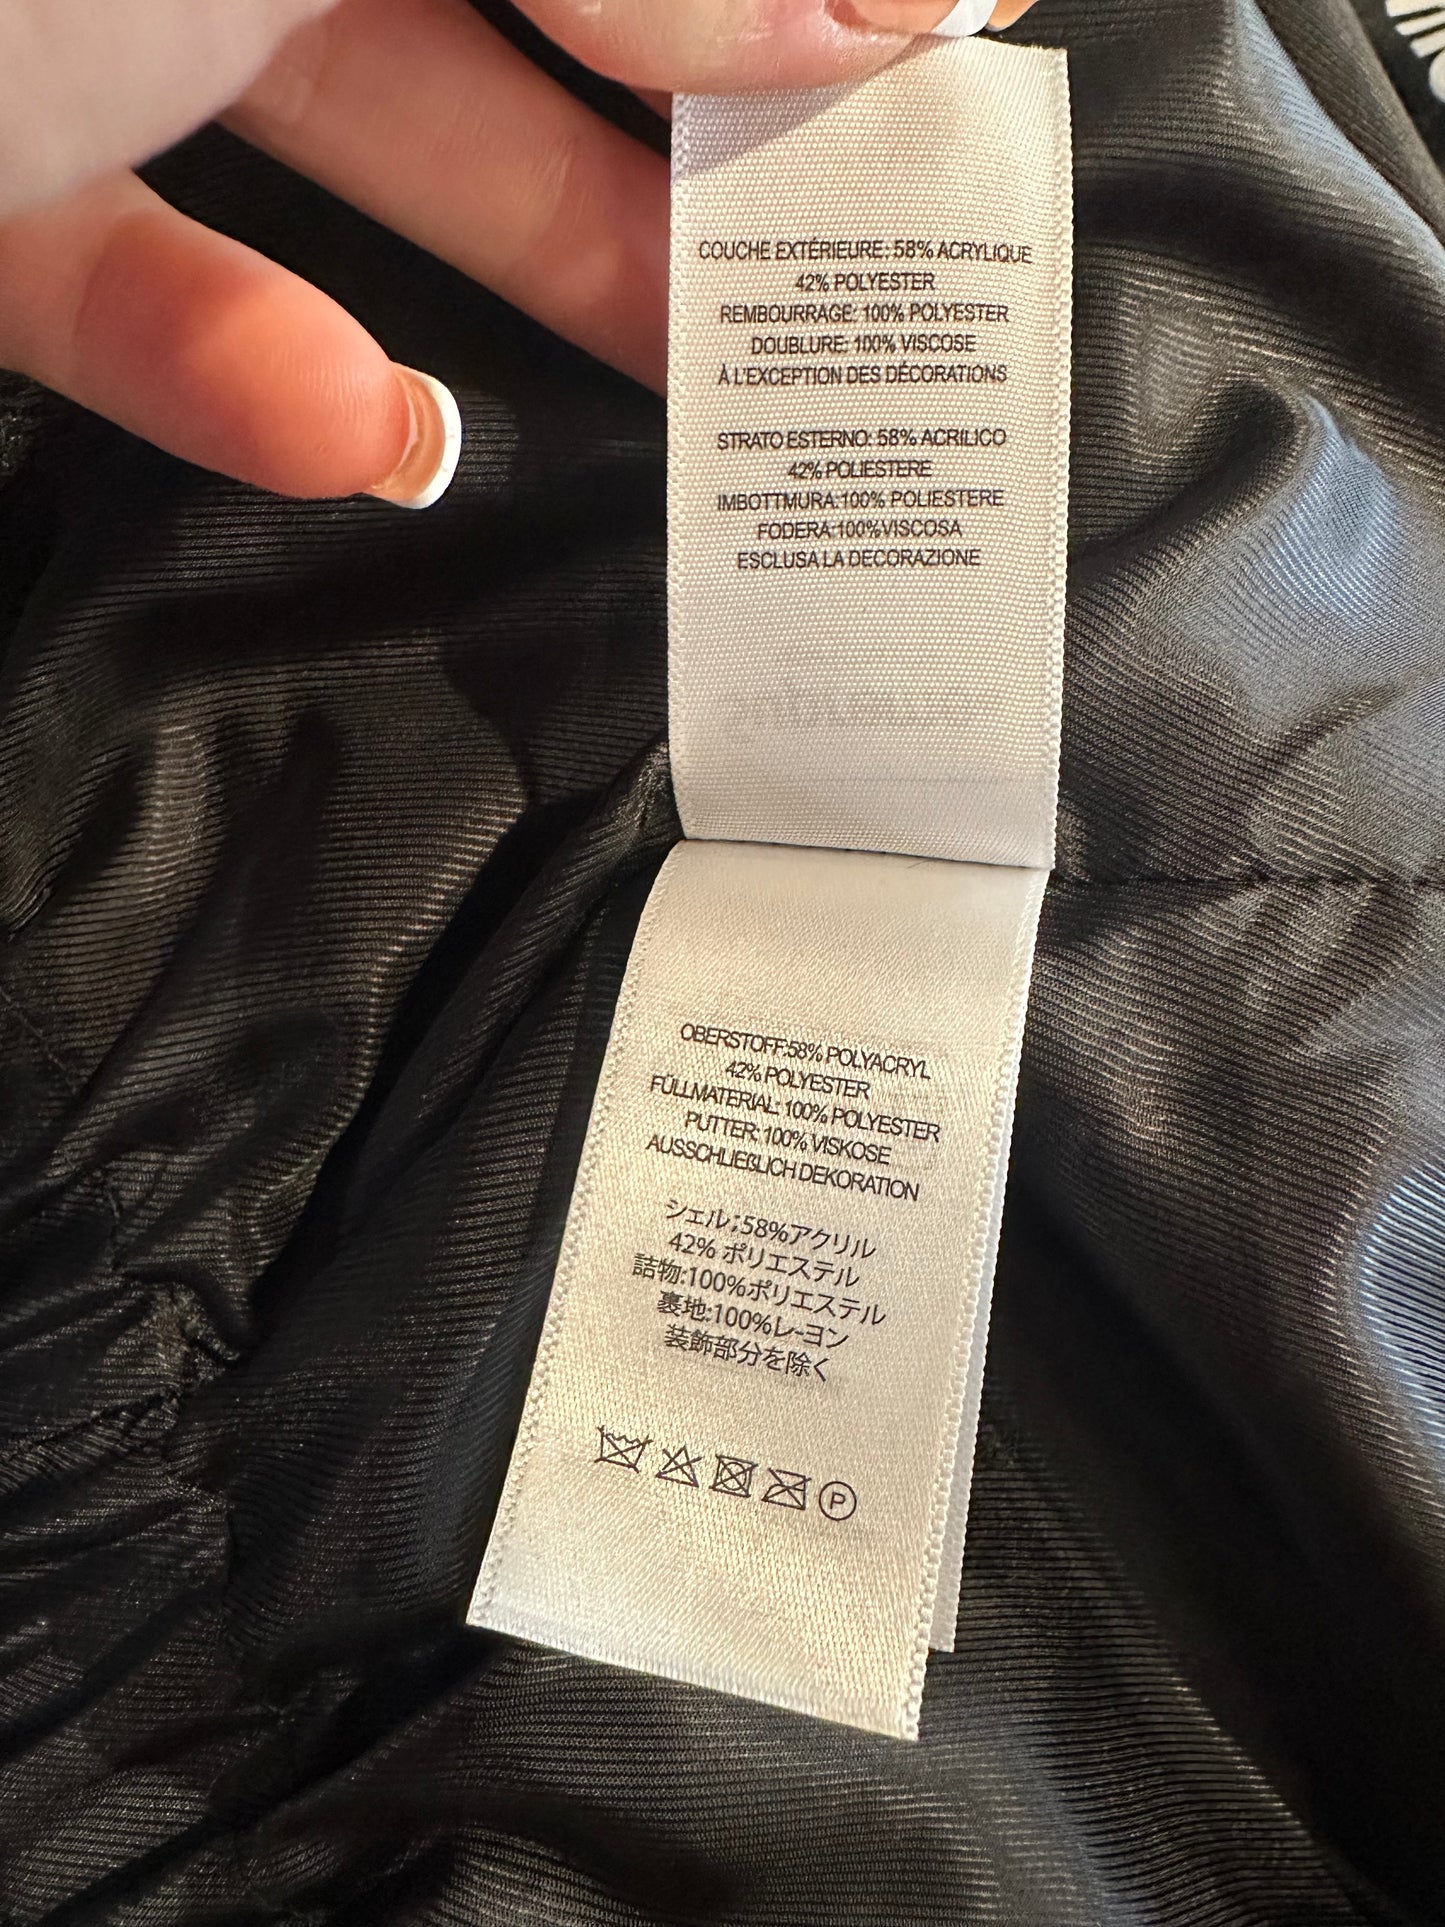 COUCHE EXTÉRIEURE: 58% ACRYLIQUE
42% POLYESTER
REMBOURRAGE: 100% POLYESTER
DOUBLURE: 100% VISCOSE
À L'EXCEPTION DES DÉCORATIONS
STRATO ESTERNO: 58% ACRILICO
42% POLIESTERE
IMBOTTMURA:100% POLIESTERE
FODERA:100%VISCOSA
ESCLUSA LA DECORAZIONE
OBERSTOFF:58% POLYACRYL
42% POLYESTER
FÜLLMATERIAL: 100% POLYESTER
PUTTER: 100% VISKOSE
AUSSCHLIEẞLICH DEKORATION
シェル;58%アクリル
42% ポリエステル
詰物:100%ポリエステル
裏地:100%レーヨン
装飾部分を除く
P